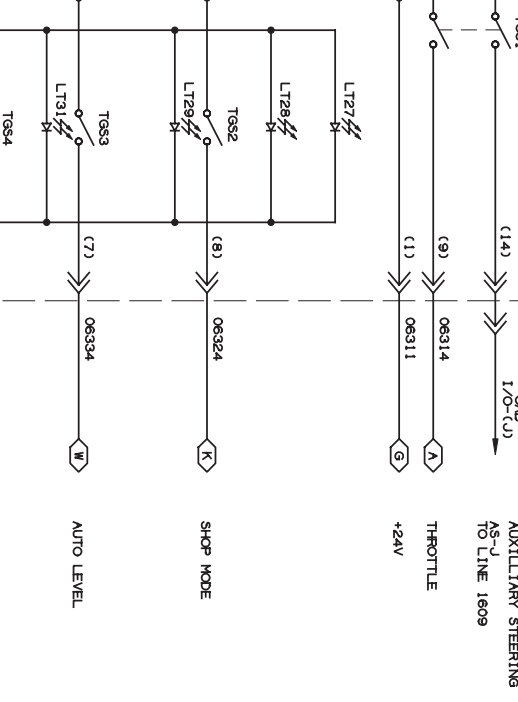 (14)
I/O-(J)
AUXILLIARY STEERING
AS-J
TO LINE 1609
(9)
06314
A
THROTTLE
(1)
06311
G
+24V
LT27
LT28
TGS2
LT29
(8)
06324
K
SHOP MODE
TGS3
LT31
(7)
06334
W
AUTO LEVEL
TGS4